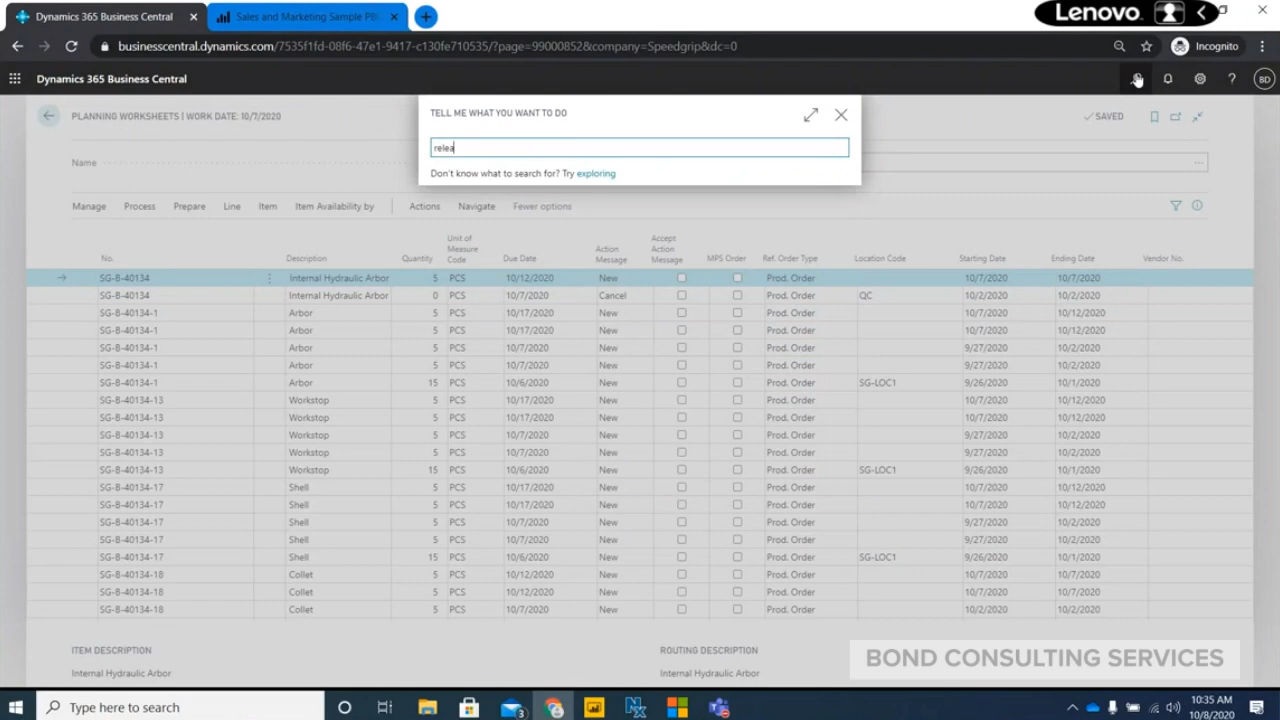 Dynamics 365 Business Central
Sales and Marketing Sample PBI
Lenovo
businesscentral.dynamics.com/7535f1fd-08f6-47e1-9417-c130fe710535/?page=99000852&company=Speedgrip&dc=0
Incognito
Dynamics 365 Business Central
BD
PLANNING WORKSHEETS | WORK DATE: 10/7/2020
TELL ME WHAT YOU WANT TO DO
SAVED
relea
Name
Don't know what to search for? Try exploring
Manage Process Prepare Line Item Item Availability by Actions Navigate Fewer options
No. Description Quantity Unit of Measure Code Due Date Action Message Accept Action Message MPS Order Ref. Order Type Location Code Starting Date Ending Date Vendor No.
SG-B-40134 Internal Hydraulic Arbor 5 PCS 10/12/2020 New Prod. Order 10/7/2020 10/7/2020
SG-B-40134 Internal Hydraulic Arbor 0 PCS 10/7/2020 Cancel Prod. Order QC 10/2/2020 10/2/2020
SG-B-40134-1 Arbor 5 PCS 10/17/2020 New Prod. Order 10/7/2020 10/12/2020
SG-B-40134-1 Arbor 5 PCS 10/17/2020 New Prod. Order 10/7/2020 10/12/2020
SG-B-40134-1 Arbor 5 PCS 10/7/2020 New Prod. Order 9/27/2020 10/2/2020
SG-B-40134-1 Arbor 5 PCS 10/7/2020 New Prod. Order 9/27/2020 10/2/2020
SG-B-40134-1 Arbor 15 PCS 10/6/2020 New Prod. Order SG-LOC1 9/26/2020 10/1/2020
SG-B-40134-13 Workstop 5 PCS 10/17/2020 New Prod. Order 10/7/2020 10/12/2020
SG-B-40134-13 Workstop 5 PCS 10/17/2020 New Prod. Order 10/7/2020 10/12/2020
SG-B-40134-13 Workstop 5 PCS 10/7/2020 New Prod. Order 9/27/2020 10/2/2020
SG-B-40134-13 Workstop 5 PCS 10/7/2020 New Prod. Order 9/27/2020 10/2/2020
SG-B-40134-13 Workstop 15 PCS 10/6/2020 New Prod. Order SG-LOC1 9/26/2020 10/1/2020
SG-B-40134-17 Shell 5 PCS 10/17/2020 New Prod. Order 10/7/2020 10/12/2020
SG-B-40134-17 Shell 5 PCS 10/17/2020 New Prod. Order 10/7/2020 10/12/2020
SG-B-40134-17 Shell 5 PCS 10/7/2020 New Prod. Order 9/27/2020 10/2/2020
SG-B-40134-17 Shell 5 PCS 10/7/2020 New Prod. Order 9/27/2020 10/2/2020
SG-B-40134-17 Shell 15 PCS 10/6/2020 New Prod. Order SG-LOC1 9/26/2020 10/1/2020
SG-B-40134-18 Collet 5 PCS 10/12/2020 New Prod. Order 10/7/2020 10/7/2020
SG-B-40134-18 Collet 5 PCS 10/12/2020 New Prod. Order 10/7/2020 10/7/2020
SG-B-40134-18 Collet 5 PCS 10/7/2020 New Prod. Order 10/2/2020 10/2/2020
ITEM DESCRIPTION ROUTING DESCRIPTION
Internal Hydraulic Arbor Internal Hydraulic Arbor
BOND CONSULTING SERVICES
Type here to search
3
10:35 AM
10/8/2020